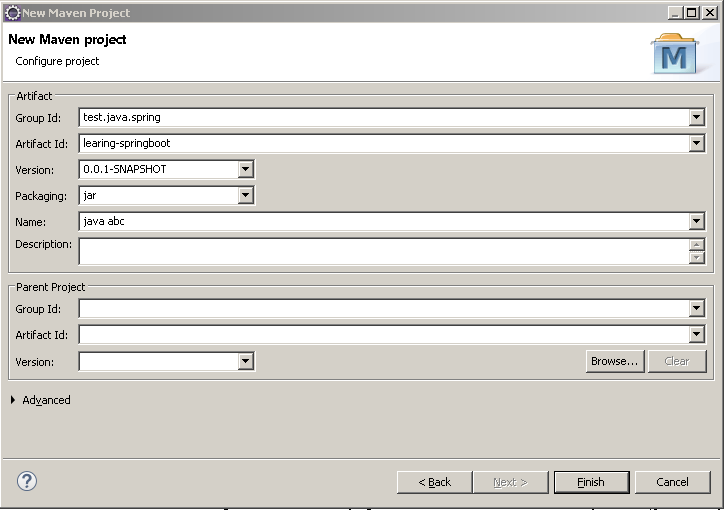 New Maven Project
New Maven project
Configure project
M
Artifact
Group Id: test.java.spring
Artifact Id: learing-springboot
Version: 0.0.1-SNAPSHOT
Packaging: jar
Name: java abc
Description:
Parent Project
Group Id:
Artifact Id:
Version:
Browse... Clear
Advanced
? < Back Next > Finish Cancel